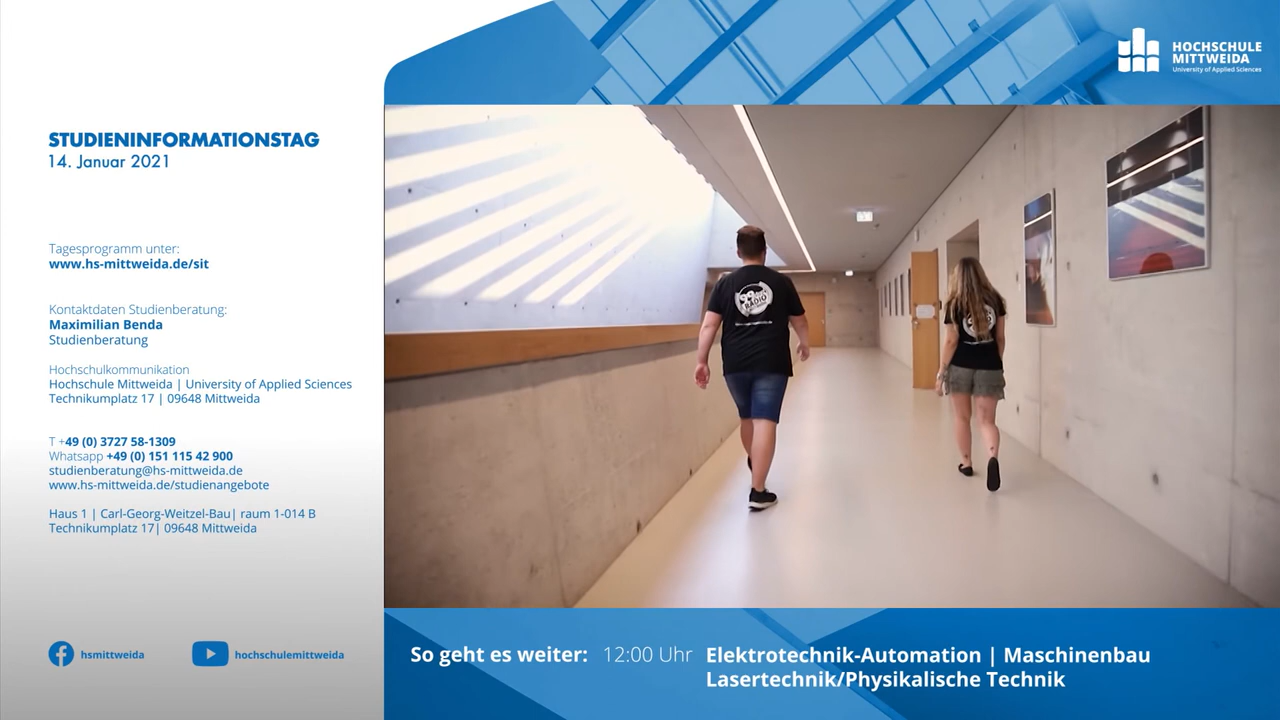 HOCHSCHULE
MITTWEIDA
University of Applied Sciences
STUDIENINFORMATIONSTAG
14. Januar 2021
Tagesprogramm unter:
www.hs-mittweida.de/sit
Kontaktdaten Studienberatung:
Maximilian Benda
Studienberatung
Hochschulkommunikation
Hochschule Mittweida | University of Applied Sciences
Technikumplatz 17 | 09648 Mittweida
T +49 (0) 3727 58-1309
Whatsapp +49 (0) 151 115 42 900
studienberatung@hs-mittweida.de
www.hs-mittweida.de/studienangebote
Haus 1 | Carl-Georg-Weitzel-Bau| raum 1-014 B
Technikumplatz 17| 09648 Mittweida
hsmittweida
hochschulemittweida
RADIO
So geht es weiter: 12:00 Uhr Elektrotechnik-Automation | Maschinenbau
Lasertechnik/Physikalische Technik